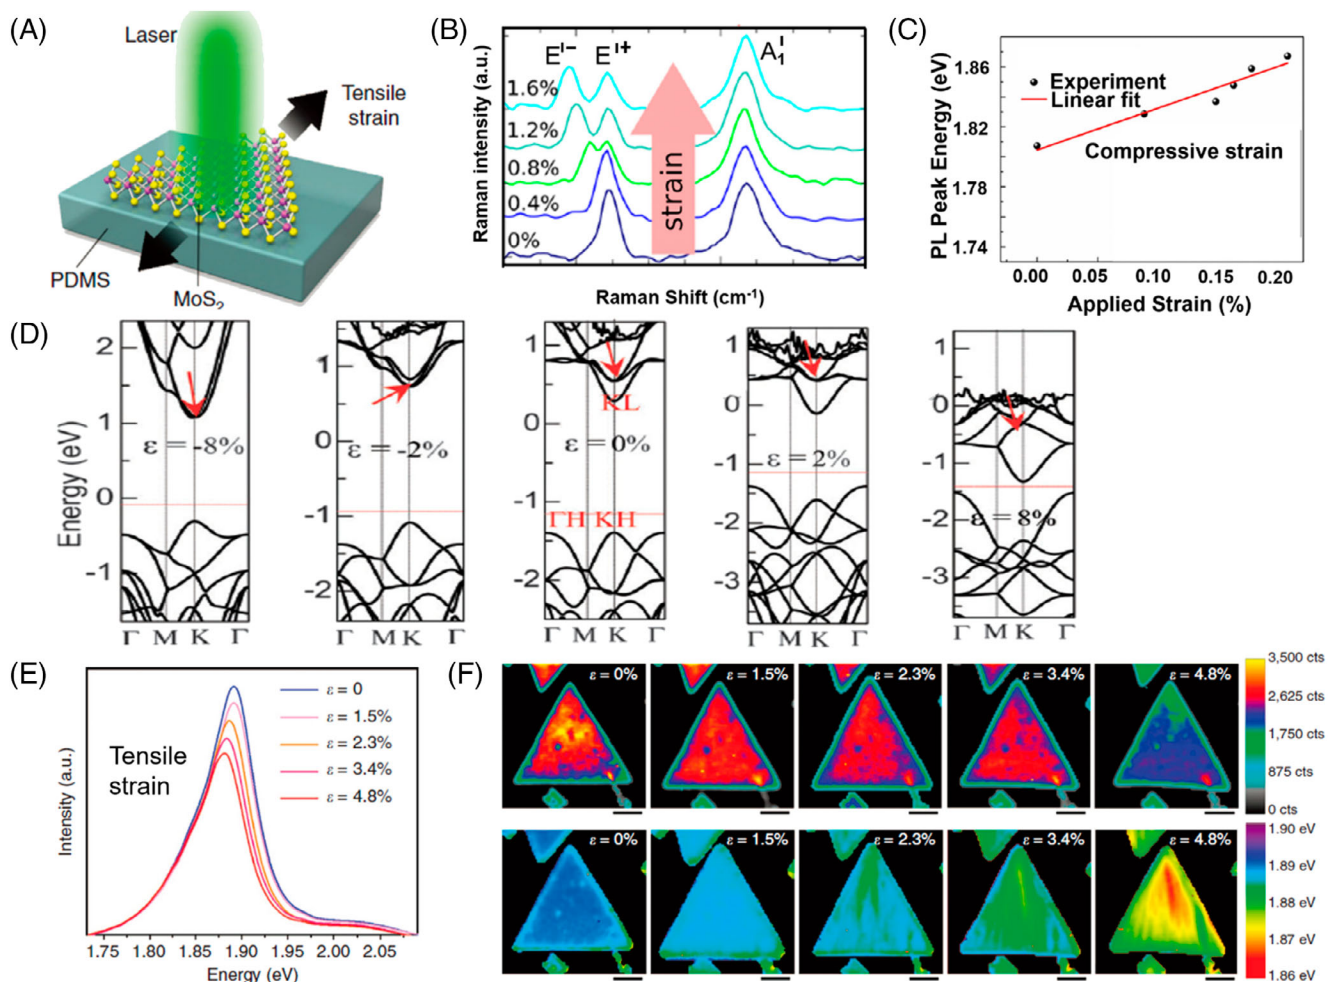 (A)
Laser
Tensile
strain
PDMS
MoS₂
(B)
E'- E'+ A₁'
1.6%
1.2%
0.8%
0.4%
0%
strain
Raman intensity (a.u.)
Raman Shift (cm⁻¹)
(C)
PL Peak Energy (eV)
1.86
1.82
1.78
1.74
Experiment
Linear fit
Compressive strain
0.00 0.05 0.10 0.15 0.20
Applied Strain (%)
(D)
Energy (eV)
2
1
0
-1
ε = -8%
Γ M K Γ
1
0
-1
-2
ε = -2%
Γ M K Γ
1
0
-1
-2
KL
ε = 0%
ΓH KH
Γ M K Γ
1
0
-1
-2
-3
ε = 2%
Γ M K Γ
0
-1
-2
-3
ε = 8%
Γ M K Γ
(E)
Intensity (a.u.)
Tensile
strain
ε = 0
ε = 1.5%
ε = 2.3%
ε = 3.4%
ε = 4.8%
1.75 1.80 1.85 1.90 1.95 2.00 2.05
Energy (eV)
(F)
ε = 0% ε = 1.5% ε = 2.3% ε = 3.4% ε = 4.8%
3,500 cts
2,625 cts
1,750 cts
875 cts
0 cts
ε = 0% ε = 1.5% ε = 2.3% ε = 3.4% ε = 4.8%
1.90 eV
1.89 eV
1.88 eV
1.88 eV
1.87 eV
1.86 eV